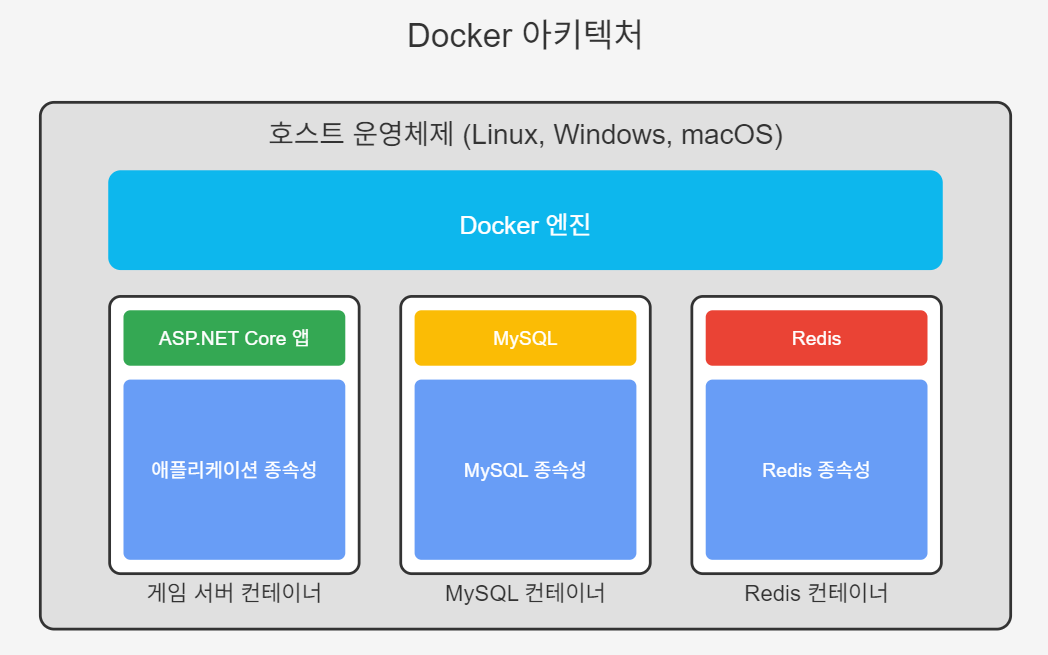 Docker 아키텍처
호스트 운영체제 (Linux, Windows, macOS)
Docker 엔진
ASP.NET Core 앱
애플리케이션 종속성
게임 서버 컨테이너
MySQL
MySQL 종속성
MySQL 컨테이너
Redis
Redis 종속성
Redis 컨테이너